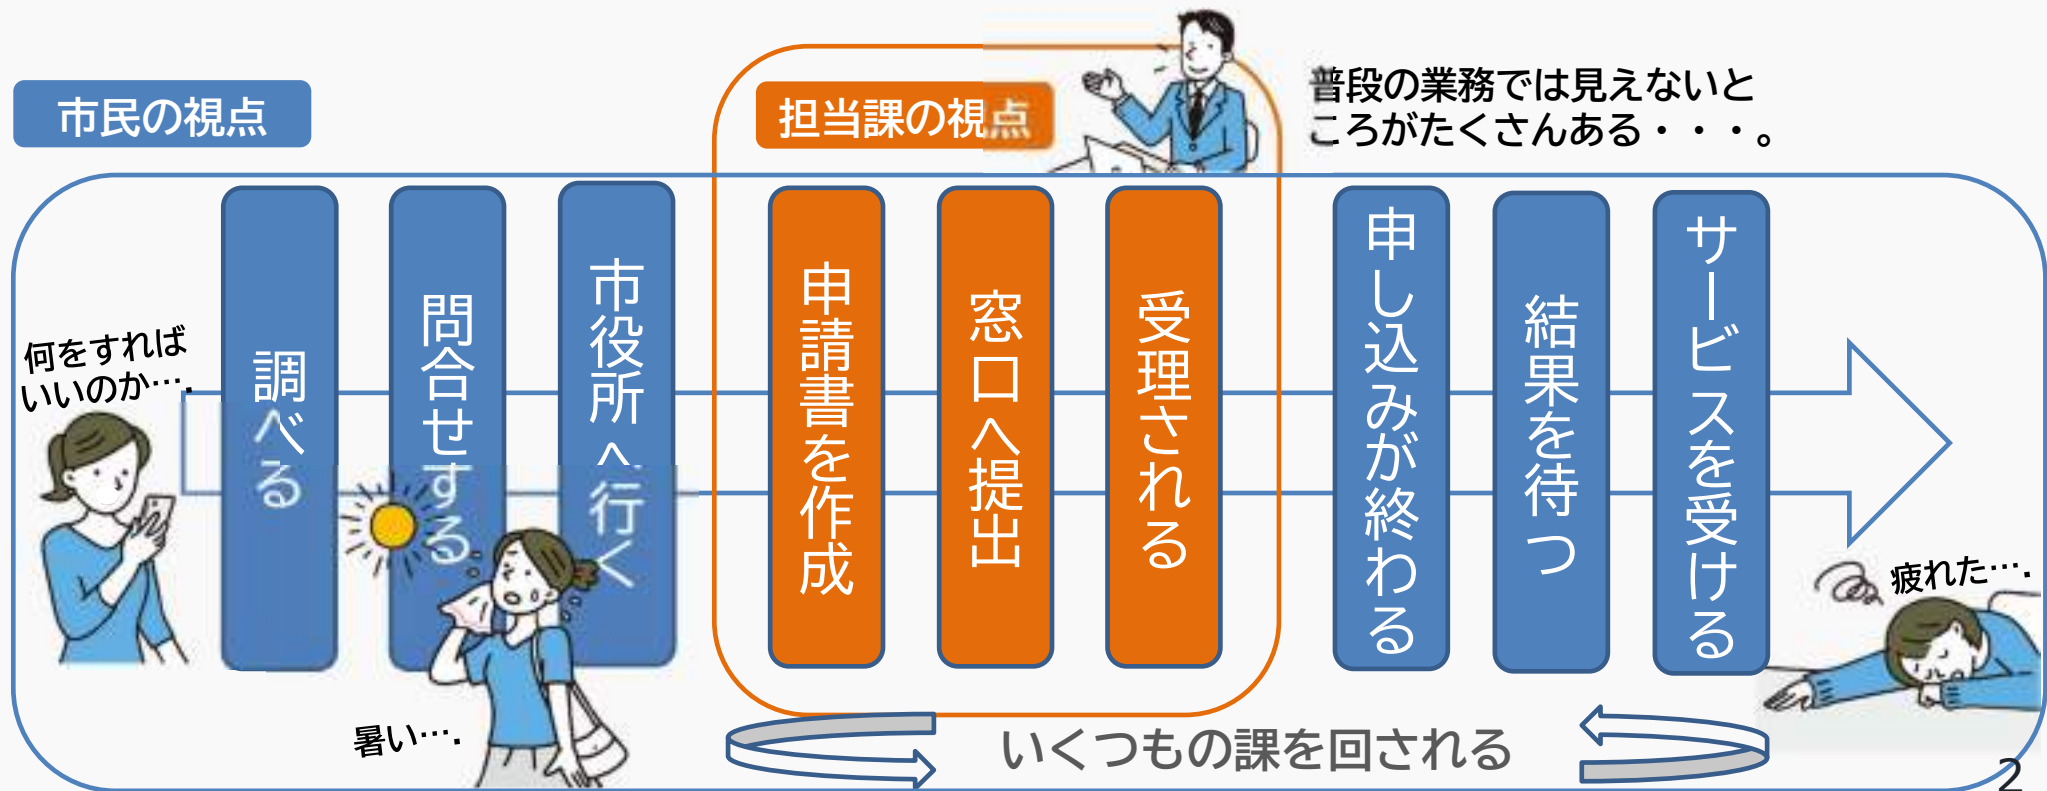 市民の視点
担当課の視点
普段の業務では見えないと
ころがたくさんある・・・。
何をすれば
いいのか….
調べる
問合せする
市役所へ行く
申請書を作成
窓口へ提出
受理される
申し込みが終わる
結果を待つ
サービスを受ける
暑い….
疲れた….
いくつもの課を回される
2